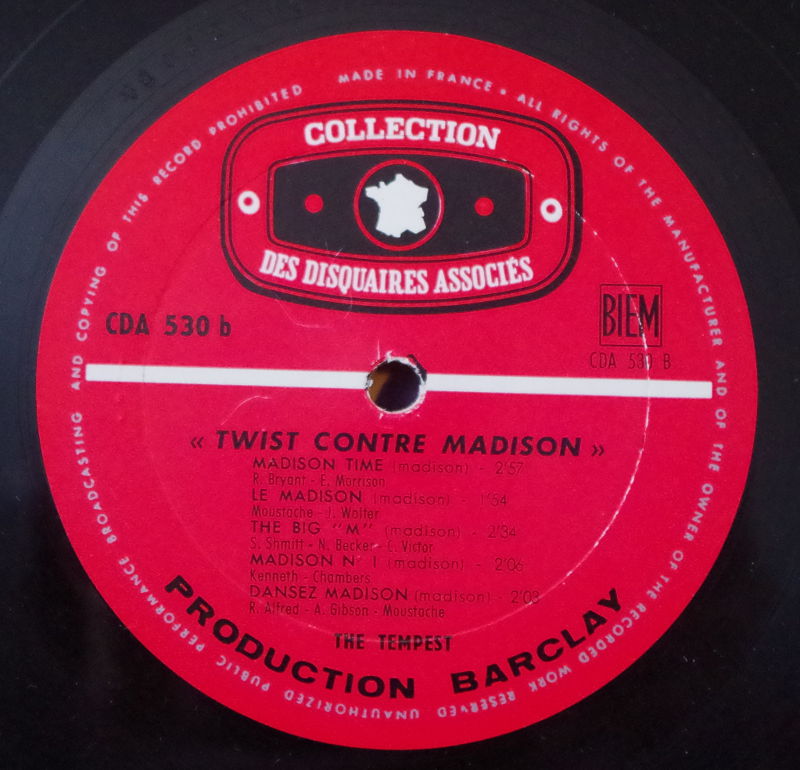 MADE IN FRANCE • ALL RIGHTS OF THE MANUFACTURER AND OF THE OWNER OF THE RECORDED WORK RESERVED UNAUTHORIZED PUBLIC PERFORMANCE BROADCASTING AND COPYING OF THIS RECORD PROHIBITED
COLLECTION
DES DISQUAIRES ASSOCIÉS
CDA 530 b
BIEM
CDA 530 B
« TWIST CONTRE MADISON »
MADISON TIME (madison) - 2'57
R. Bryant - E. Morrison
LE MADISON (madison) - 1'54
Moustache - J. Walter
THE BIG "M" (madison) - 2'34
S. Shmitt - N. Becker - C. Victor
MADISON N° 1 (madison) - 2'06
Kenneth - Chambers
DANSEZ MADISON (madison) - 2'03
R. Alfred - A. Gibson - Moustache
THE TEMPEST
PRODUCTION BARCLAY